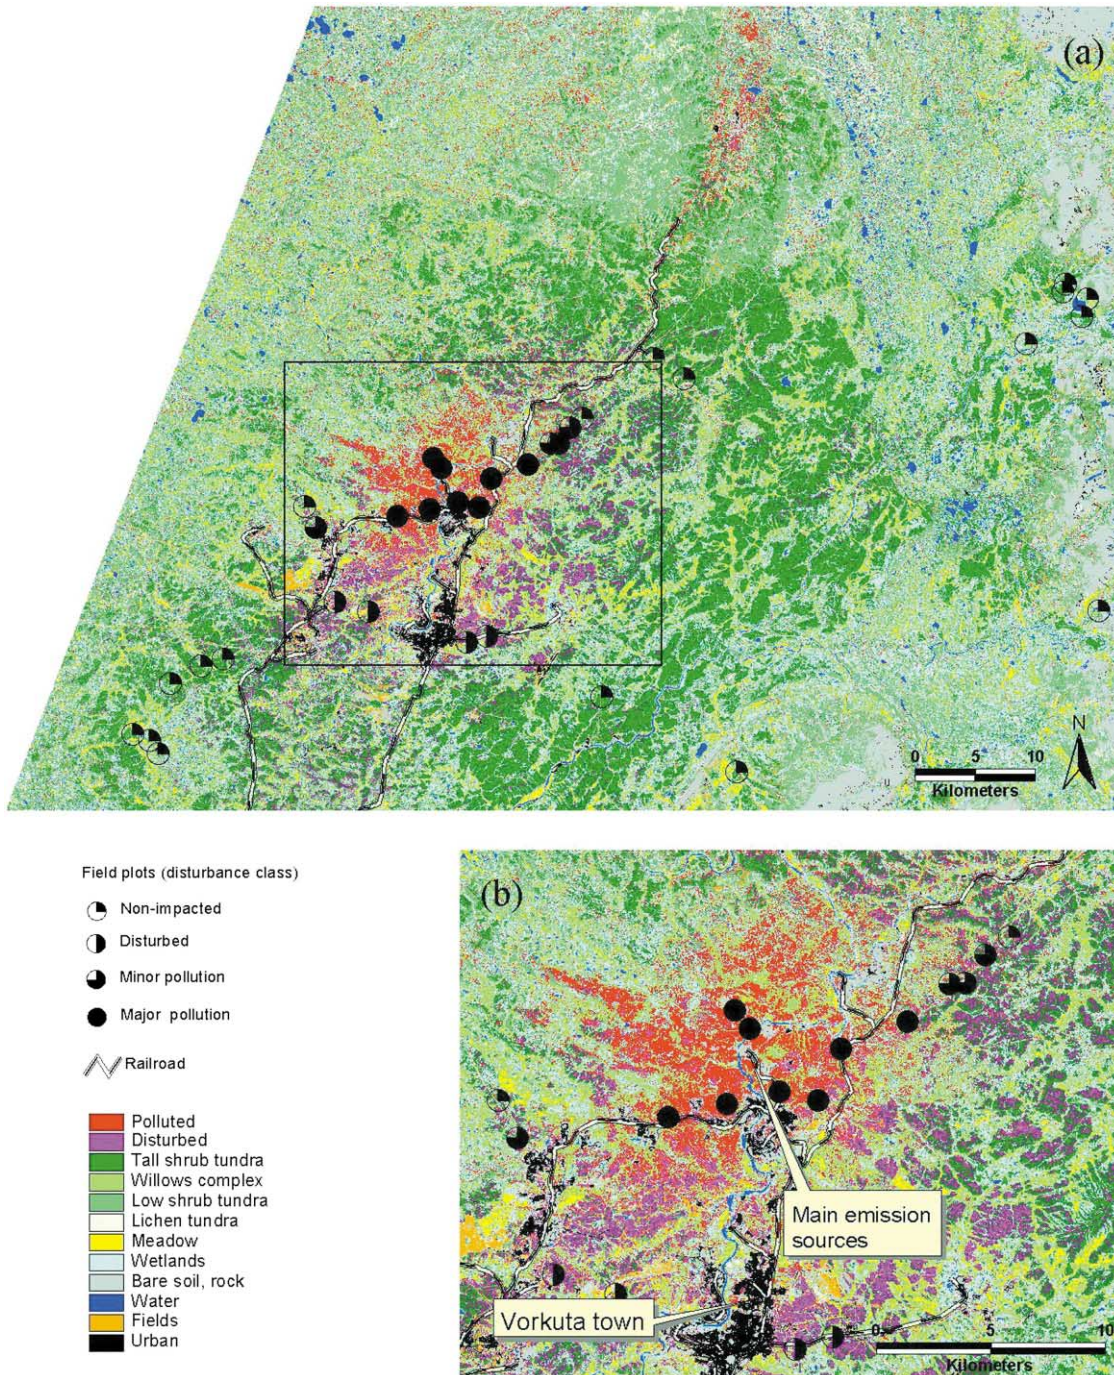 (a)
N
0 5 10
Kilometers
Field plots (disturbance class)
Non-impacted
Disturbed
Minor pollution
Major pollution
Railroad
Polluted
Disturbed
Tall shrub tundra
Willows complex
Low shrub tundra
Lichen tundra
Meadow
Wetlands
Bare soil, rock
Water
Fields
Urban
(b)
Main emission
sources
Vorkuta town
0 5 10
Kilometers